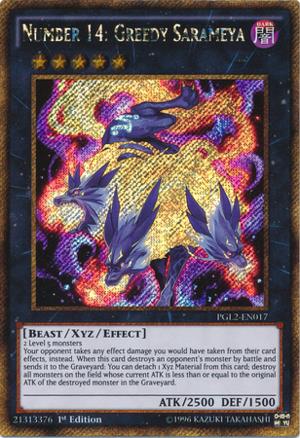 NUMBER 14: GREEDY SARAMEYA
DARK
闇
PGL2-EN017
[BEAST/XYZ/EFFECT]
2 Level 5 monsters
Your opponent takes any effect damage you would have taken from their card
effects, instead. When this card destroys an opponent's monster by battle and
sends it to the Graveyard: You can detach 1 Xyz Material from this card; destroy
all monsters on the field whose current ATK is less than or equal to the original
ATK of the destroyed monster in the Graveyard.
ATK/2500 DEF/1500
21313376 1st Edition ©1996 KAZUKI TAKAHASHI